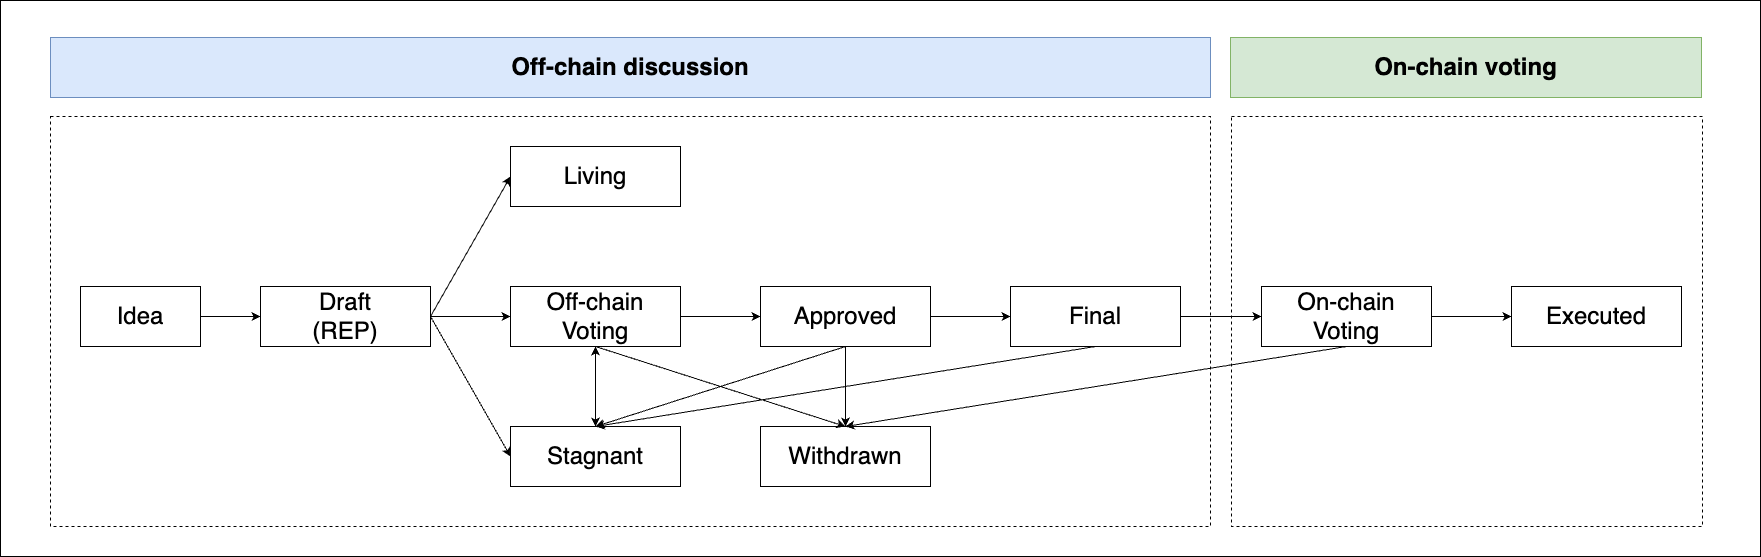 Off-chain discussion
On-chain voting
Living
Idea
Draft
(REP)
Off-chain
Voting
Approved
Final
On-chain
Voting
Executed
Stagnant
Withdrawn